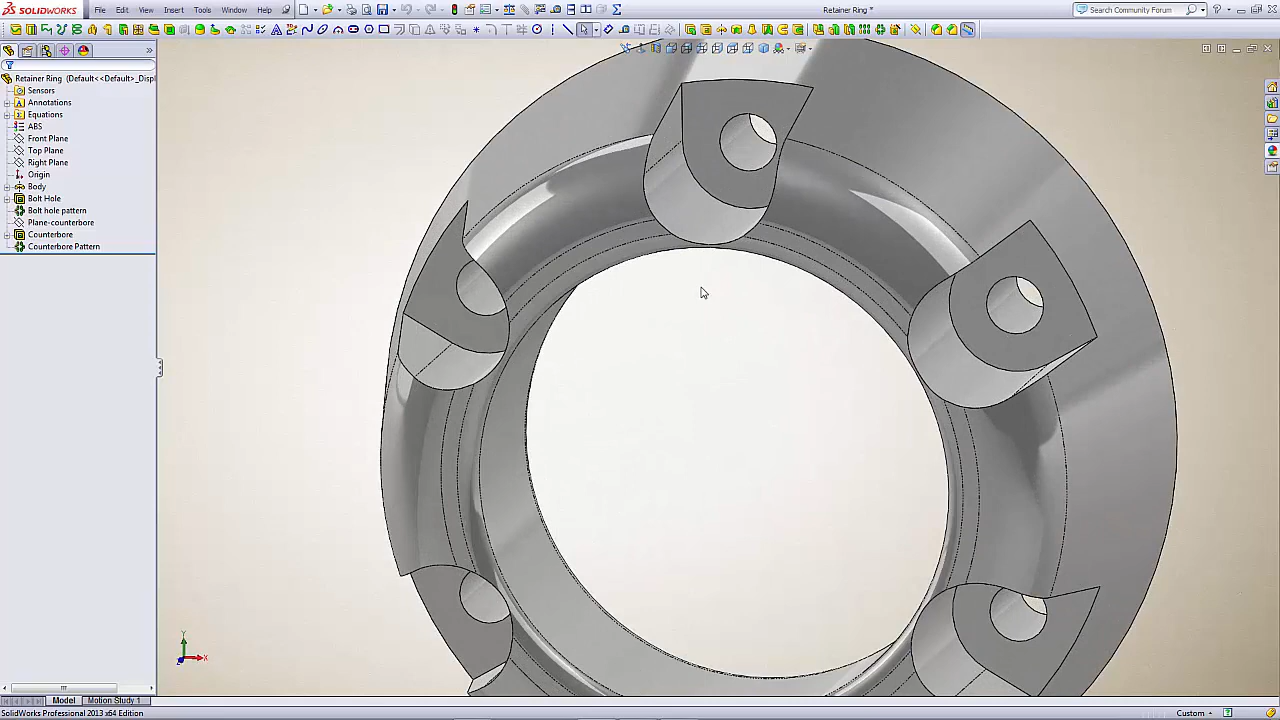 SOLIDWORKS File Edit View Insert Tools Window Help Retainer Ring * Search Community Forum
Retainer Ring (Default<<Default>_Displ
Sensors
Annotations
Equations
ABS
Front Plane
Top Plane
Right Plane
Origin
Body
Bolt Hole
Bolt hole pattern
Plane-counterbore
Counterbore
Counterbore Pattern
Y
X
Z
Model Motion Study 1
SolidWorks Professional 2013 x64 Edition Custom